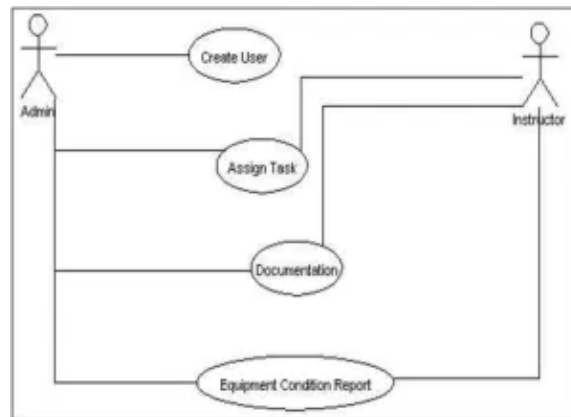 Create User
Admin
Instructor
Assign Task
Documentation
Equipment Condition Report